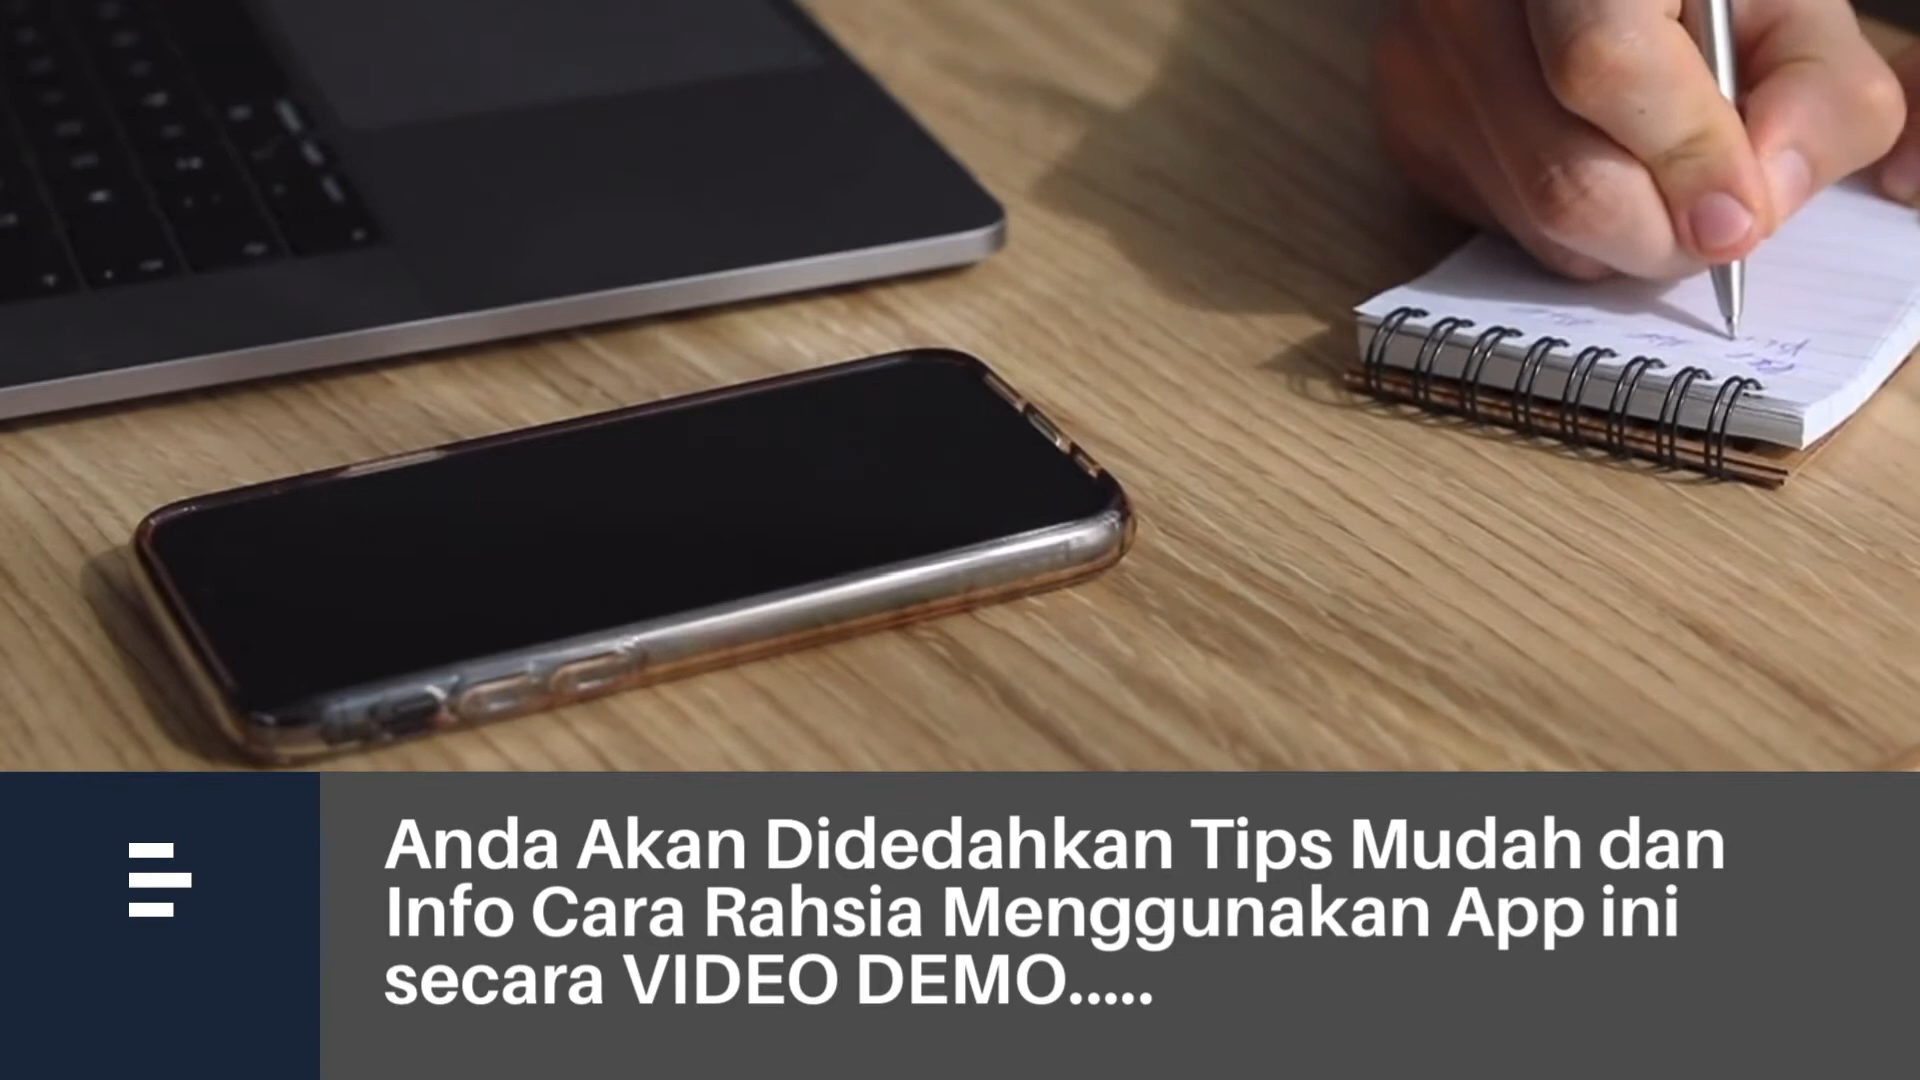 Anda Akan Didedahkan Tips Mudah dan
Info Cara Rahsia Menggunakan App ini
secara VIDEO DEMO.....